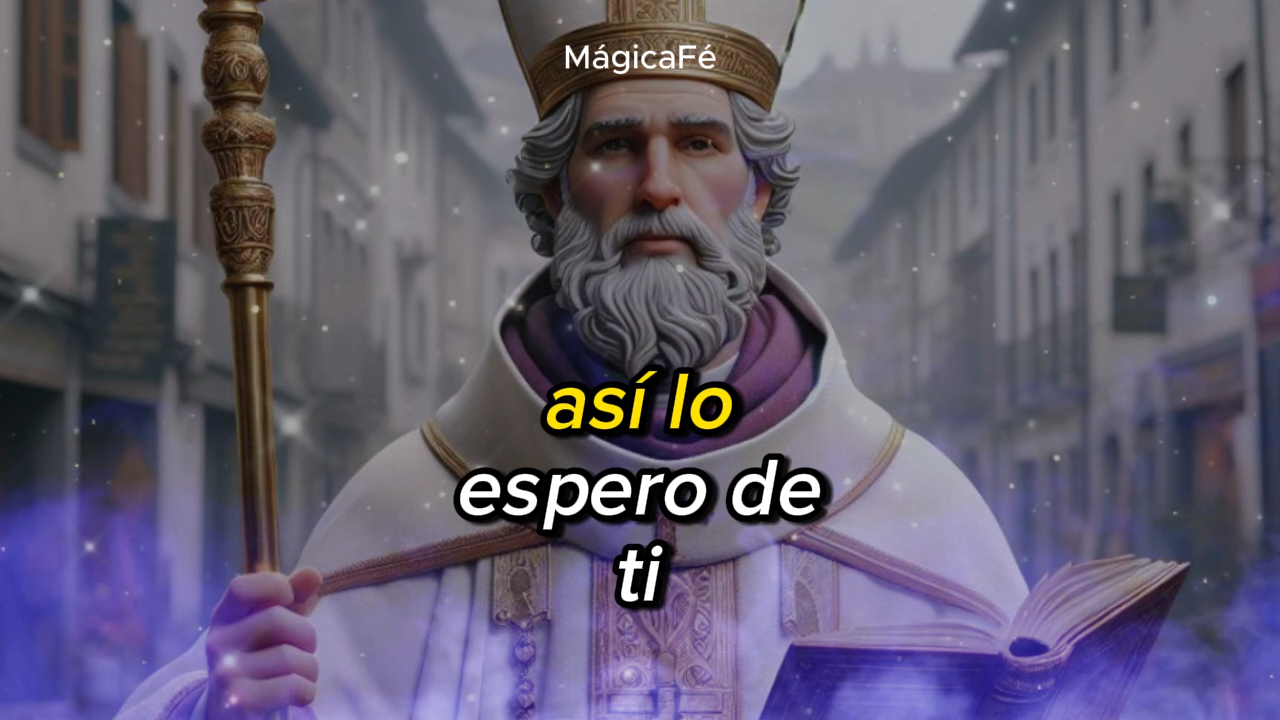 MágicaFé
así lo
espero de
ti